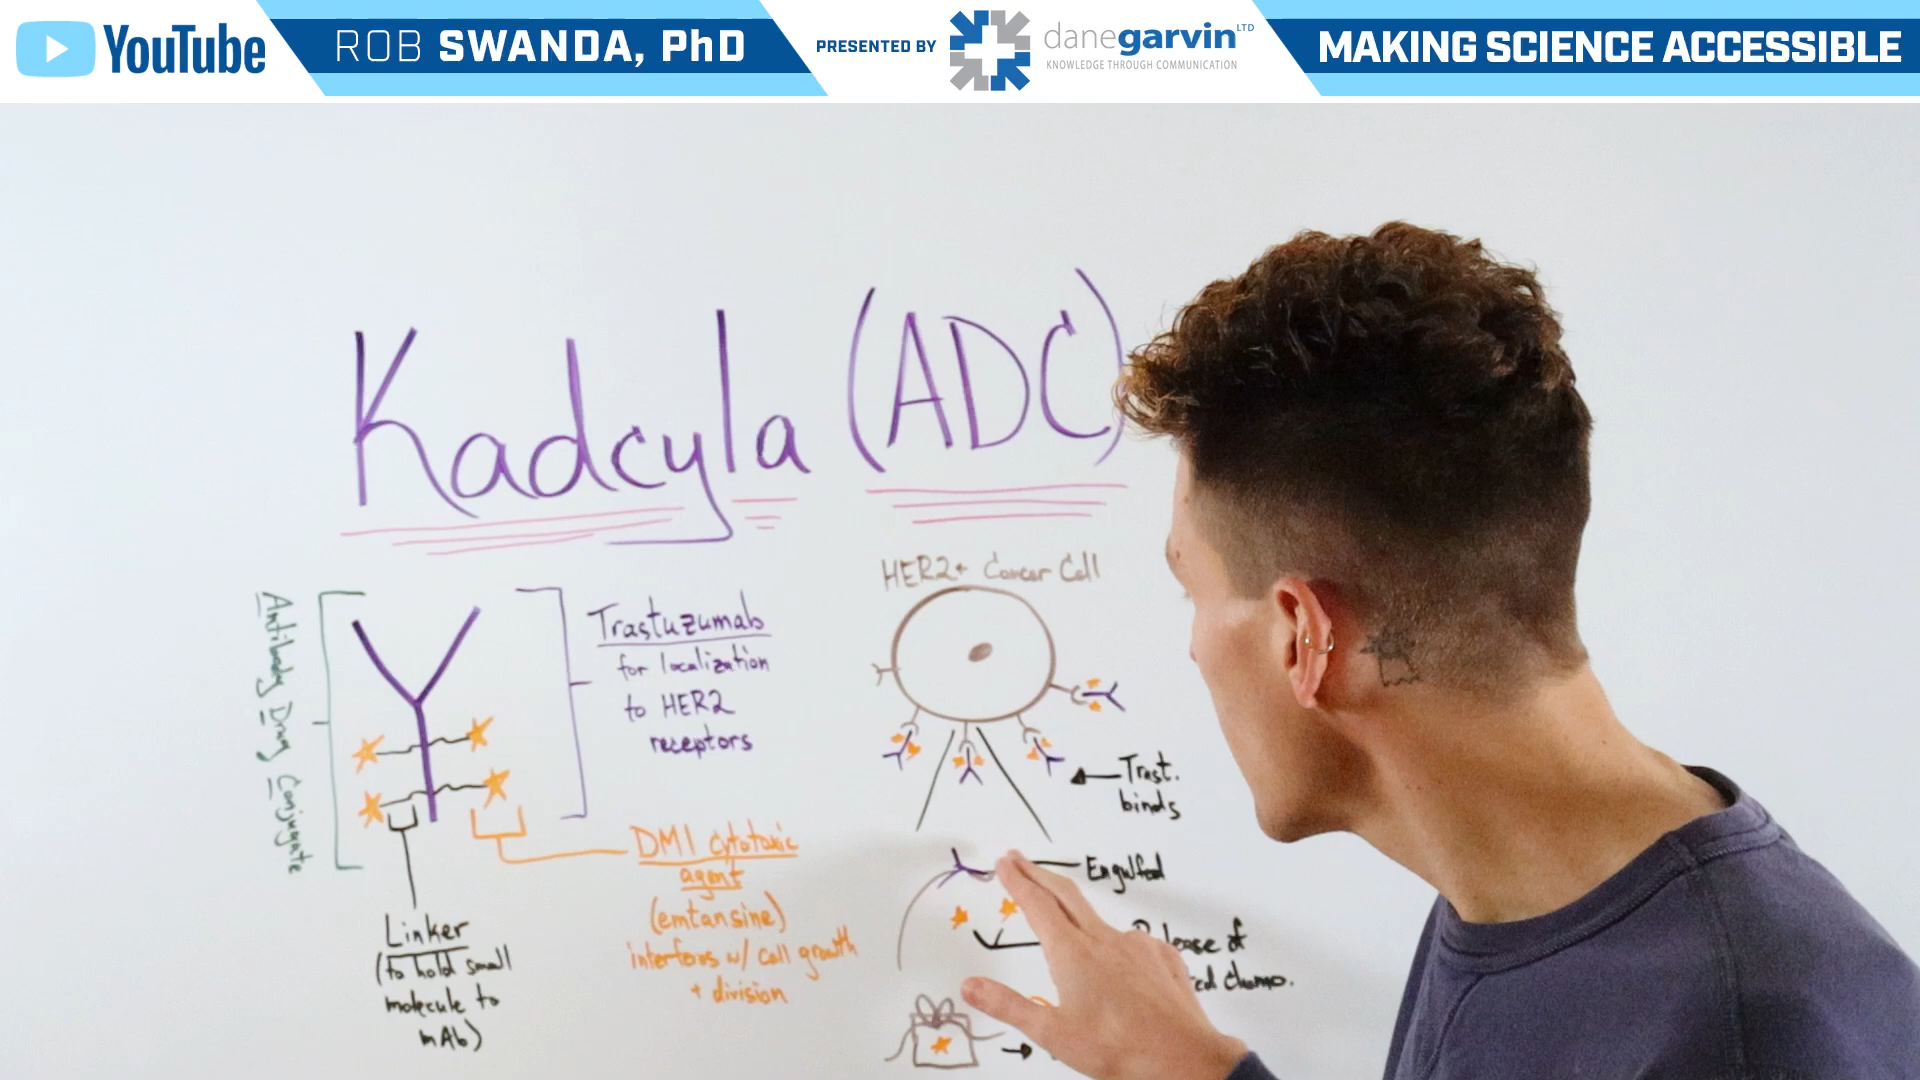 YouTube
ROB SWANDA, PhD
PRESENTED BY
danegarvin LTD
KNOWLEDGE THROUGH COMMUNICATION
MAKING SCIENCE ACCESSIBLE
Kadcyla (ADC)
Antibody Drug Conjugate
Trastuzumab
for localization
to HER2
receptors
DM1 cytotoxic
agent
(emtansine)
interferes w/ cell growth
+ division
Linker
(to hold small
molecule to
mAb)
HER2+ Cancer Cell
Trast.
binds
Engulfed
of
chemo.